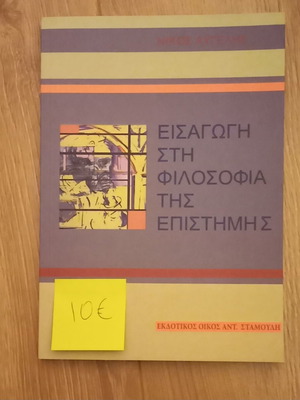 ΕΙΣΑΓΩΓΗ
ΣΤΗ
ΦΙΛΟΣΟΦΙΑ
ΤΗΣ
ΕΠΙΣΤΗΜΗΣ
10€
ΕΚΔΟΤΙΚΟΣ ΟΙΚΟΣ ΑΝΤ. ΣΤΑΜΟΥΛΗ